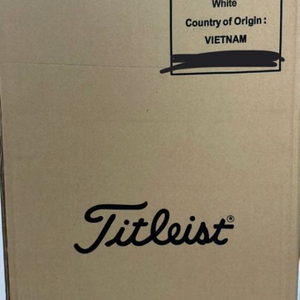 White
Country of Origin :
VIETNAM
Titleist®